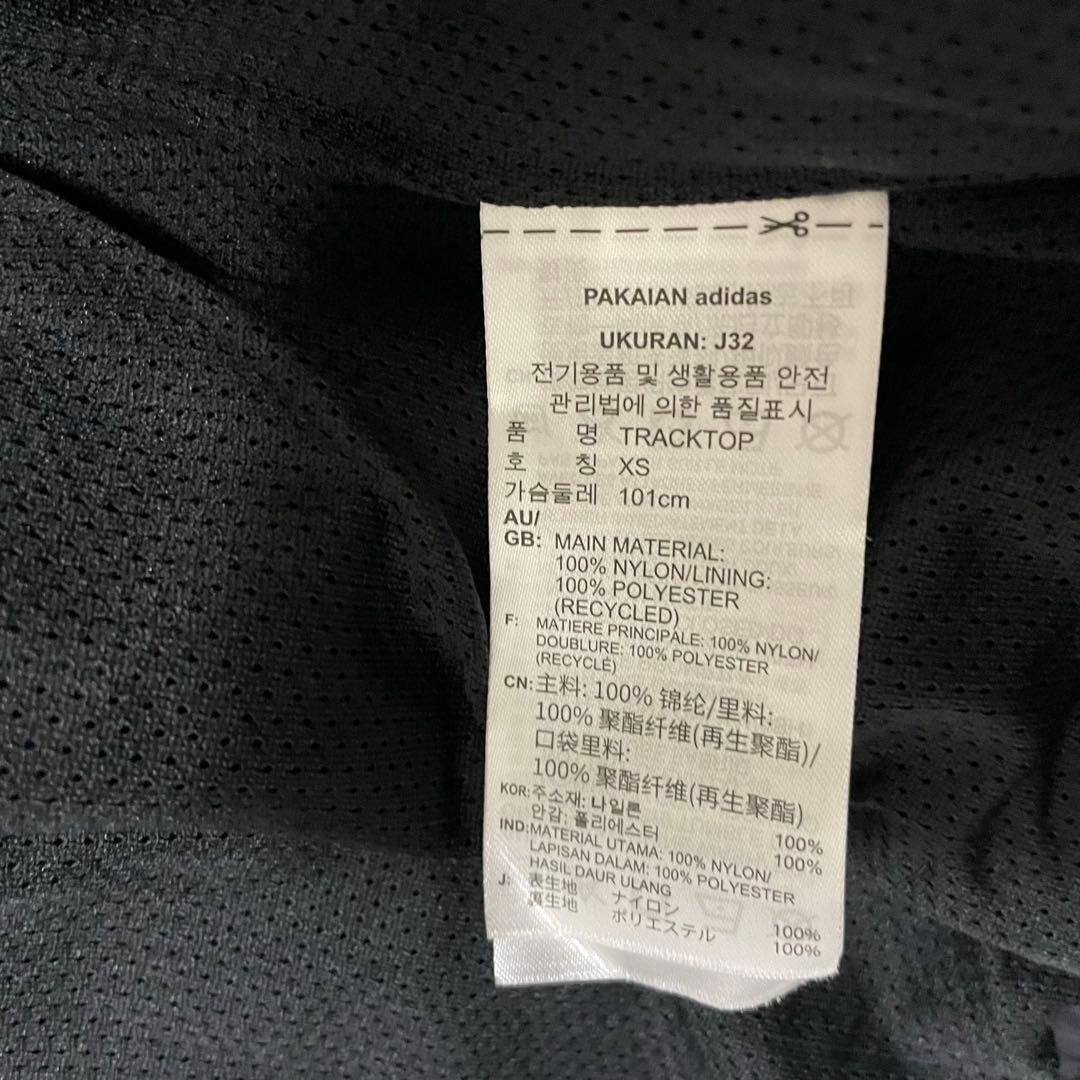 PAKAIAN adidas
UKURAN: J32
전기용품 및 생활용품 안전
관리법에 의한 품질표시
품 명 TRACKTOP
호 칭 XS
가슴둘레 101cm
AU/
GB: MAIN MATERIAL:
100% NYLON/LINING:
100% POLYESTER
(RECYCLED)
F: MATIERE PRINCIPALE: 100% NYLON/
DOUBLURE: 100% POLYESTER
(RECYCLÉ)
CN: 主料: 100% 锦纶/里料:
100% 聚酯纤维(再生聚酯)/
口袋里料:
100% 聚酯纤维(再生聚酯)
KOR: 주소재: 나일론 100%
안감: 폴리에스터 100%
IND: MATERIAL UTAMA: 100% NYLON/
LAPISAN DALAM: 100% POLYESTER
HASIL DAUR ULANG
J: 表生地 ナイロン 100%
裏生地 ポリエステル 100%